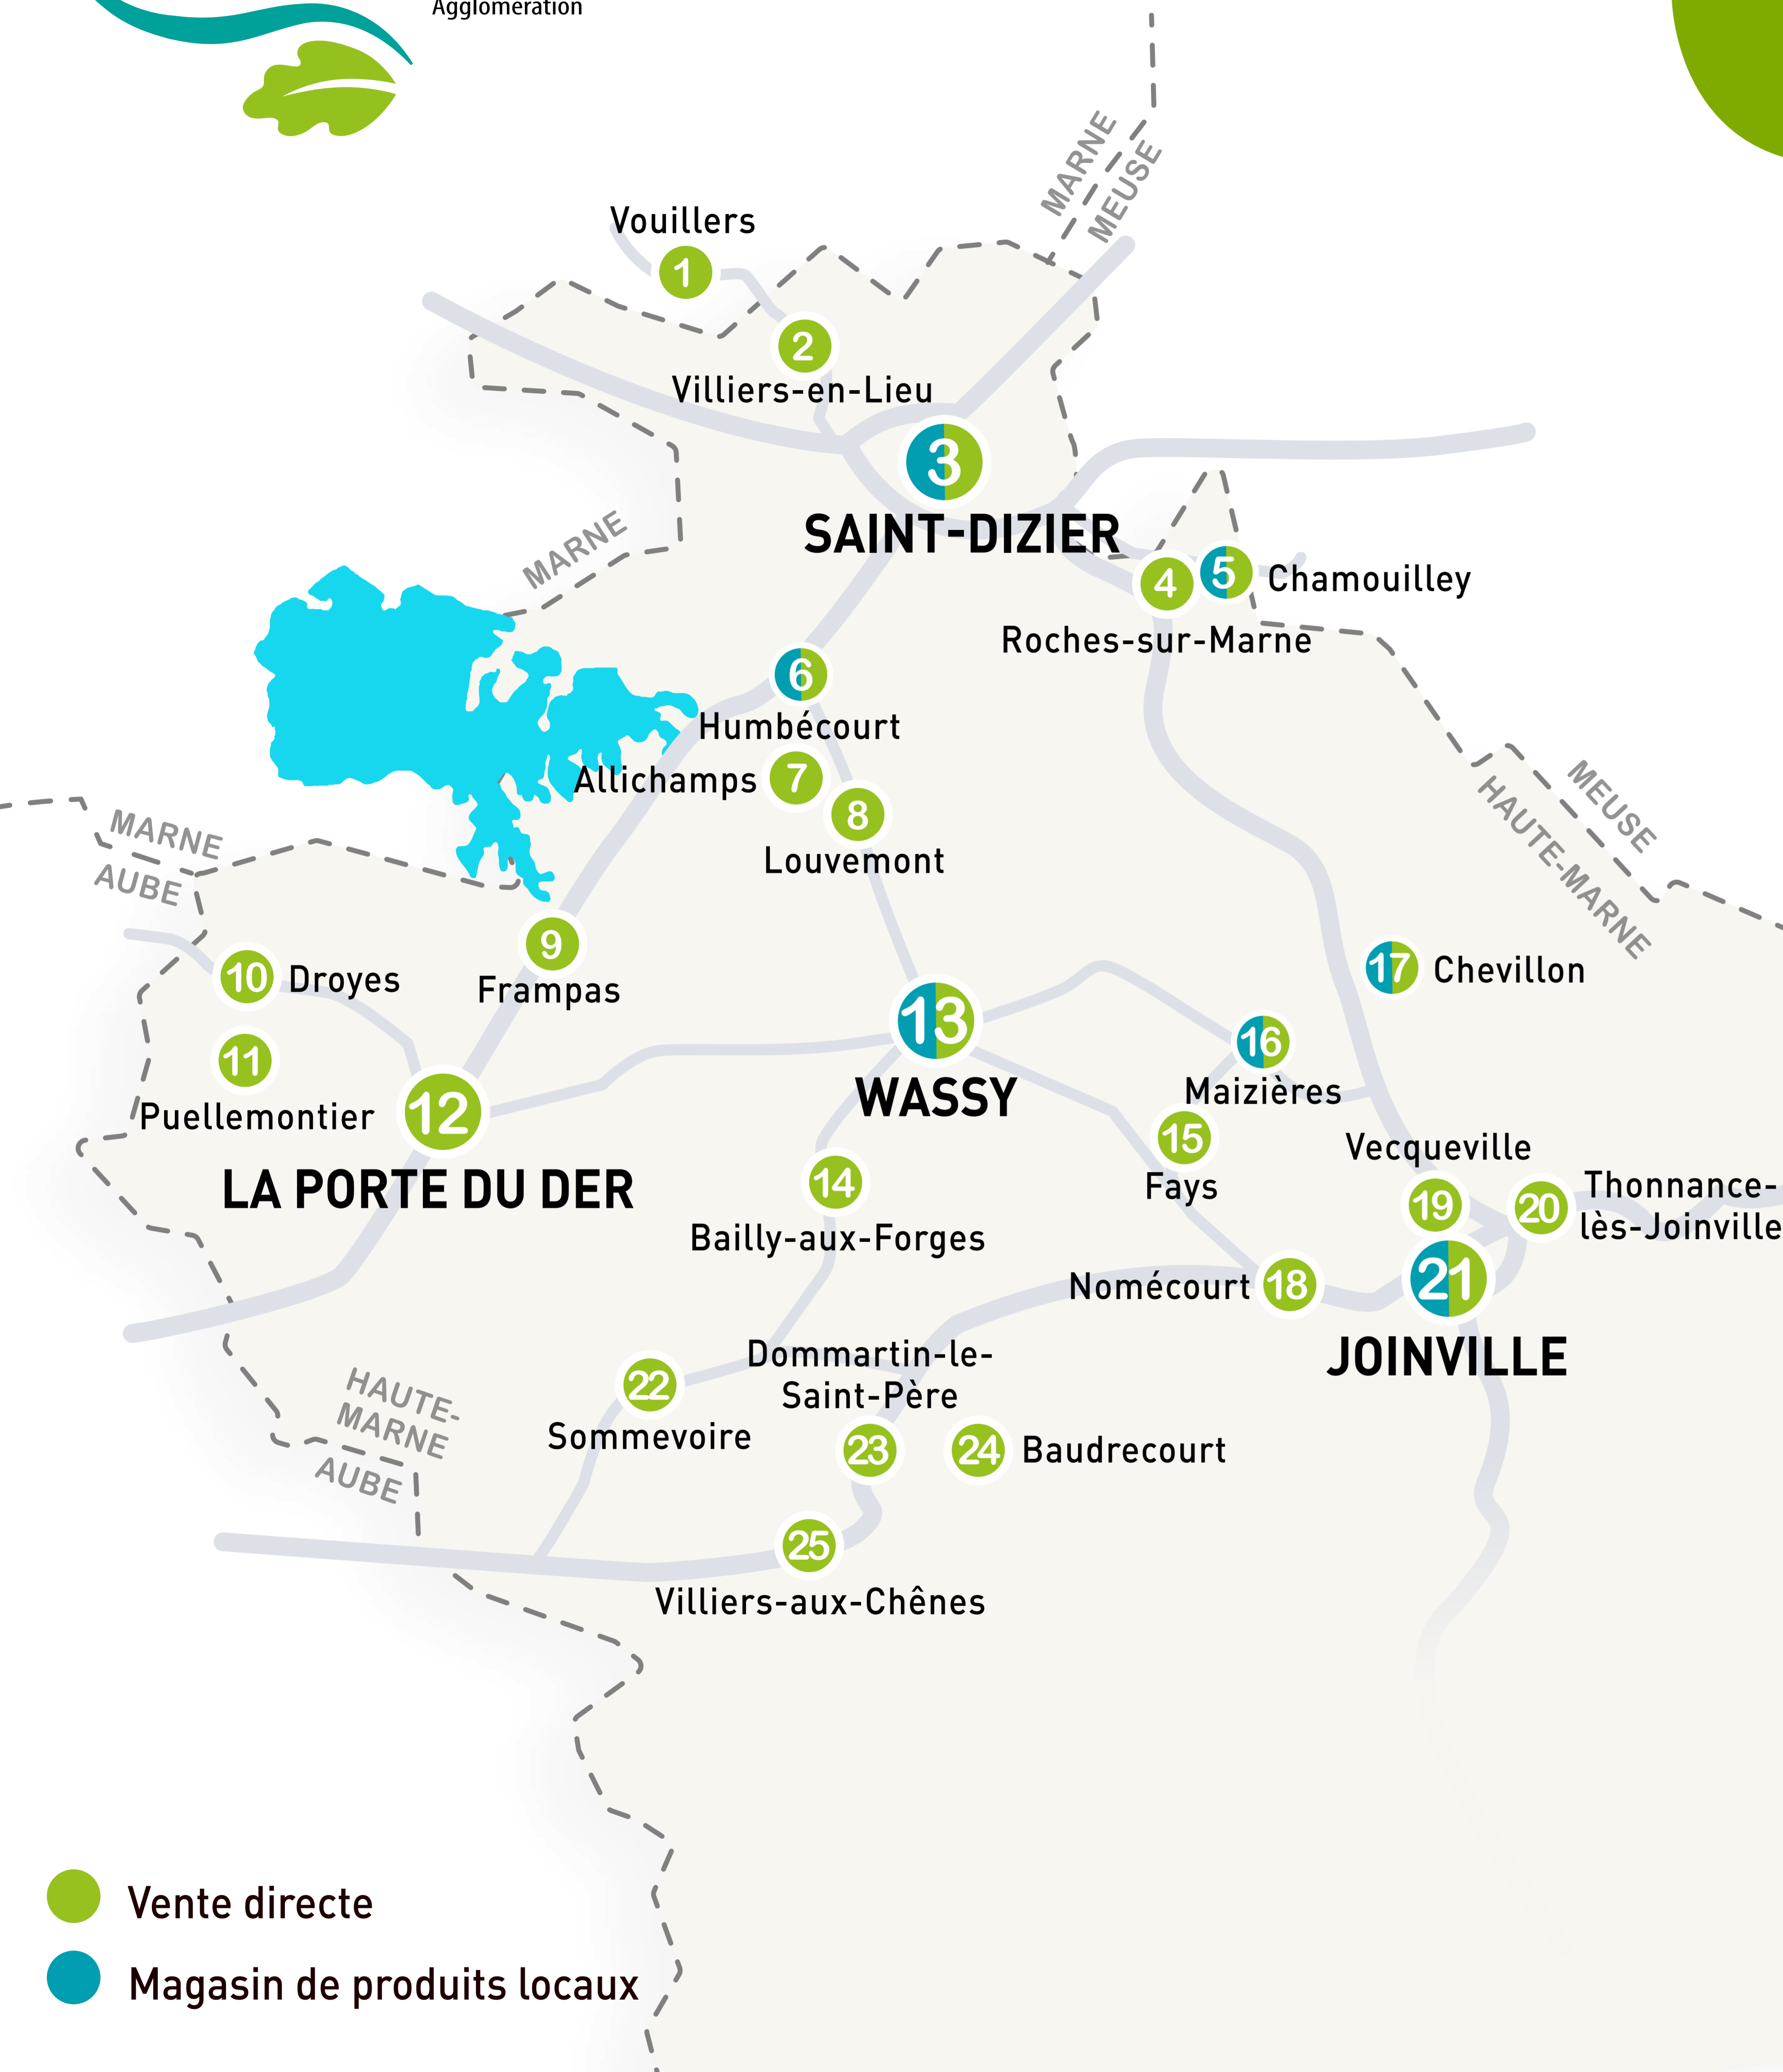 Agglomération
MARNE
MEUSE
Vouillers
1
2
Villiers-en-Lieu
3
SAINT-DIZIER
MARNE
4
5
Chamouilley
Roches-sur-Marne
6
Humbécourt
Allichamps
7
8
Louvemont
MEUSE
HAUTE-MARNE
MARNE
AUBE
9
Frampas
10
Droyes
17
Chevillon
11
Puellemontier
12
LA PORTE DU DER
13
WASSY
16
Maizières
15
Fays
14
Bailly-aux-Forges
Vecqueville
19
20
Thonnance-
lès-Joinville
Nomécourt
18
21
JOINVILLE
22
Sommevoire
Dommartin-le-
Saint-Père
23
24
Baudrecourt
HAUTE-
MARNE
AUBE
25
Villiers-aux-Chênes
Vente directe
Magasin de produits locaux